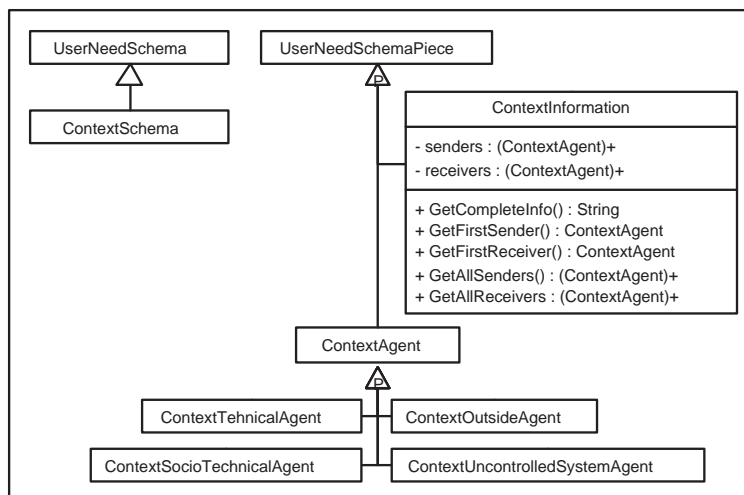 UserNeedSchema
UserNeedSchemaPiece
P
ContextSchema
ContextInformation
- senders : (ContextAgent)+
- receivers : (ContextAgent)+
+ GetCompleteInfo() : String
+ GetFirstSender() : ContextAgent
+ GetFirstReceiver() : ContextAgent
+ GetAllSenders() : (ContextAgent)+
+ GetAllReceivers : (ContextAgent)+
ContextAgent
P
ContextTehnicalAgent
ContextOutsideAgent
ContextSocioTechnicalAgent
ContextUncontrolledSystemAgent